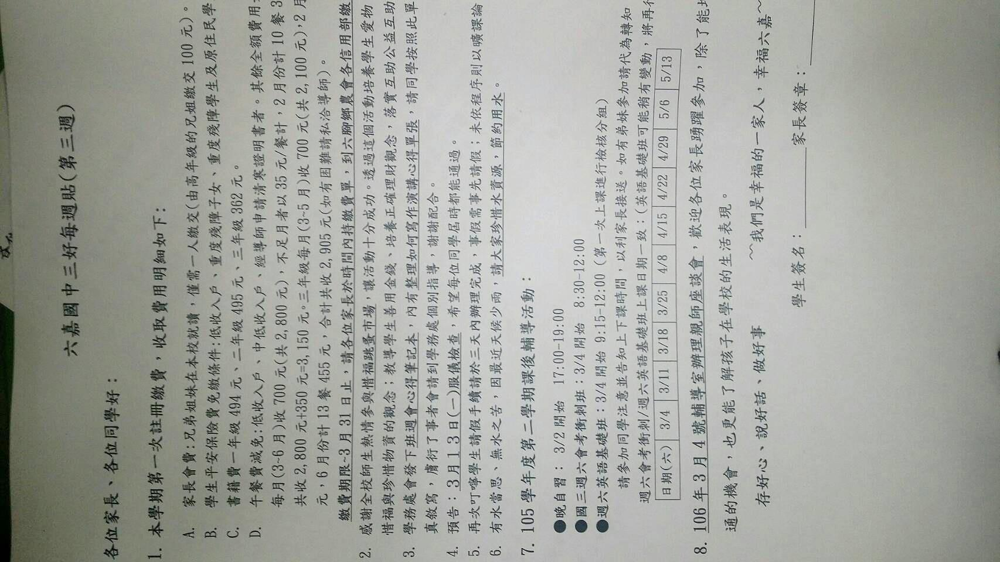 六嘉國中三好每週貼(第三週)
各位家長、各位同學好：
1. 本學期第一次註冊繳費，收取費用明細如下：
A. 家長會費：兄弟姐妹在本校就讀，僅需一人繳交(由高年級的兄姐繳交100元)。
B. 學生平安保險費免繳條件：低收入戶、重度殘障子女、重度殘障學生及原住民學
C. 書籍費一年級494元、二年級495元、三年級362元。
D. 午餐費減免：低收入戶、中低收入戶、經導師申請清寒證明書者。其餘全額費用
每月(3~6月)收700元(共2,800元)，不足月者以35元/餐計，2月份計10餐3
共收2,800元+350元=3,150元。三年級每月(3~5月)收700元(共2,100元)，2月
元，6月份計13餐455元，合計共收2,905元(如有困難請私洽導師)。
繳費期限~3月31日止，請各位家長於時間內持繳費單，到六腳鄉農會各信用部繳
2. 感謝全校師生熱情參與惜福跳蚤市場，讓活動十分成功。透過這個活動培養學生愛物
惜福與珍惜物資的觀念；教導學生善用金錢、培養正確理財觀念，落實互助公益互助
3. 學務處會發下班週會心得筆記本，內有整理如何寫作演講心得單張，請同學按照此單
真敘寫，膚衍了事者會請到學務處個別指導，謝謝配合。
4. 預告：3月13日(一)服儀檢查，希望每位同學屆時都能通過。
5. 再次叮嚀學生請假手續請於三天內辦理完成，事假需事先請假；未依程序則以曠課論
6. 有水當思、無水之苦，因最近天候少雨，請大家珍惜水資源，節約用水。
7. 105學年度第二學期課後輔導活動：
●晚自習： 3/2開始 17:00-19:00
●國三週六會考衝刺班：3/4開始 8:30-12:00
●週六英語基礎班：3/4開始 9:15-12:00 (第一次上課進行檢核分組)
請參加同學注意並告知上下課時間，以利家長接送。如有弟妹參加請代為轉知
週六會考衝刺/週六英語基礎班上課日期一致：(英語基礎班可能稍有變動，將再行
日期(六) 3/4 3/11 3/18 3/25 4/8 4/15 4/22 4/29 5/6 5/13
8. 106年3月4號輔導室辦理親師座談會，歡迎各位家長踴躍參加，除了能
通的機會，也更能了解孩子在學校的生活表現。
存好心、說好話、做好事 ~我們是幸福的一家人，幸福六嘉~
學生簽名：________家長簽章：________